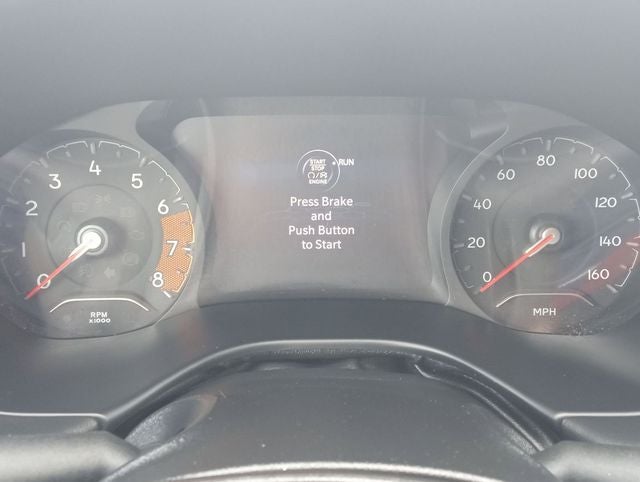 0
1
2
3
4
5
6
7
8
RPM
X1000
START
STOP
ENGINE
RUN
Press Brake
and
Push Button
to Start
0
20
40
60
80
100
120
140
160
MPH